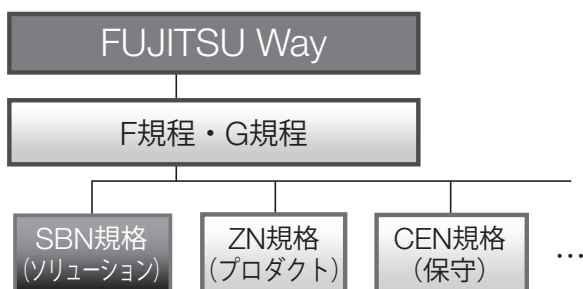 FUJITSU Way
F規程・G規程
SBN規格
(ソリューション)
ZN規格
(プロダクト)
CEN規格
(保守)
…